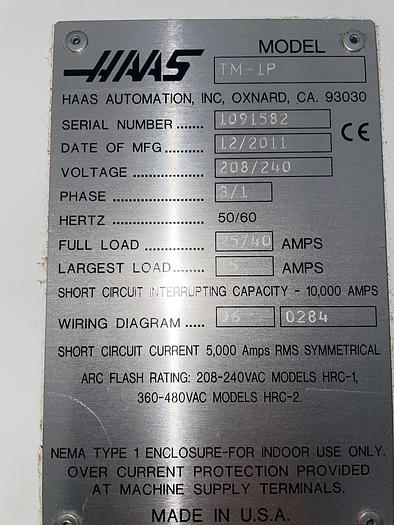 HAAS
MODEL
TM-1P
HAAS AUTOMATION, INC, OXNARD, CA. 93030
SERIAL NUMBER ....... 1091582
CE
DATE OF MFG .............. 12/2011
VOLTAGE ................... 208/240
PHASE ....................... 3/1
HERTZ 50/60
FULL LOAD ............... 25/40 AMPS
LARGEST LOAD........ 15 AMPS
SHORT CIRCUIT INTERRUPTING CAPACITY - 10,000 AMPS
WIRING DIAGRAM ..... 96 0284
SHORT CIRCUIT CURRENT 5,000 Amps RMS SYMMETRICAL
ARC FLASH RATING: 208-240VAC MODELS HRC-1,
360-480VAC MODELS HRC-2.
NEMA TYPE 1 ENCLOSURE-FOR INDOOR USE ONLY.
OVER CURRENT PROTECTION PROVIDED
AT MACHINE SUPPLY TERMINALS.
MADE IN U.S.A.